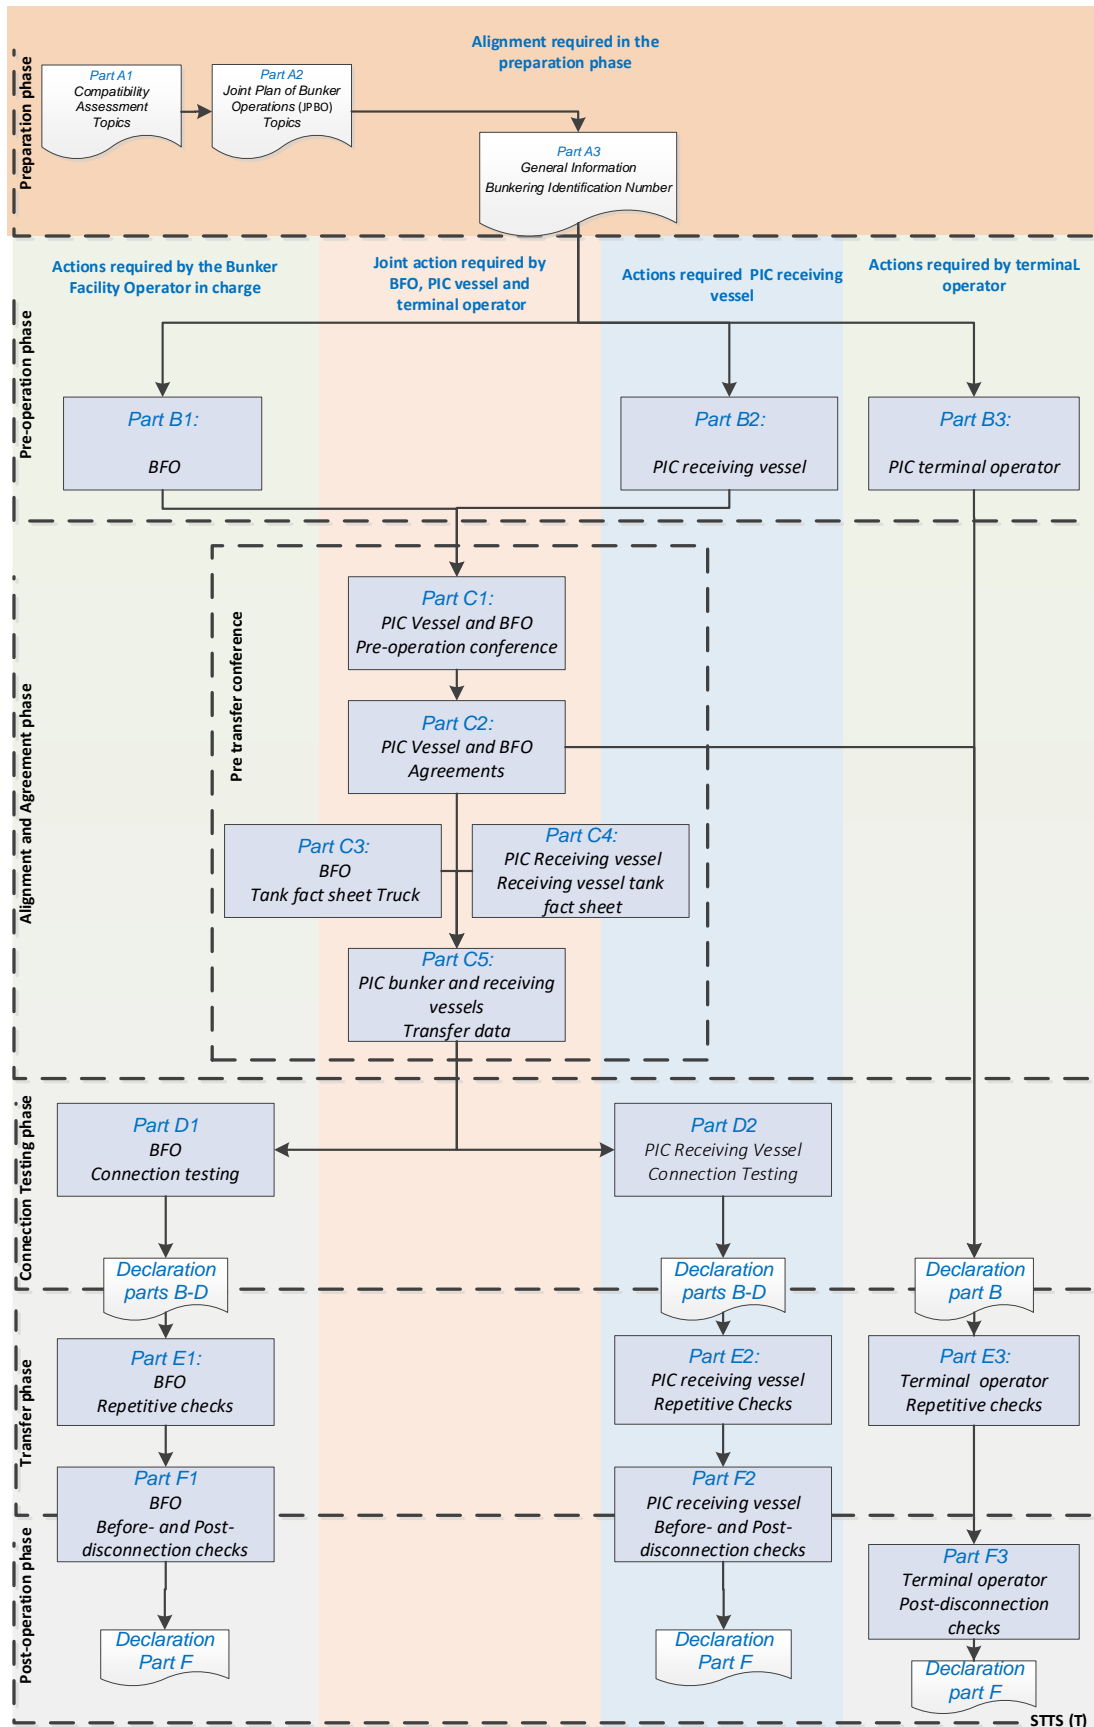 Alignment required in the
preparation phase
Preparation phase
Part A1
Compatibility
Assessment
Topics
Part A2
Joint Plan of Bunker
Operations (JPBO)
Topics
Part A3
General Information
Bunkering Identification Number
Actions required by the Bunker
Facility Operator in charge
Joint action required by
BFO, PIC vessel and
terminal operator
Actions required  PIC receiving
vessel
Actions required by terminaL
operator
Pre-operation phase
Part B1:
BFO
Part B2:
PIC receiving vessel
Part B3:
PIC terminal operator
Alignment and Agreement phase
Pre transfer conference
Part C1:
PIC Vessel and BFO
Pre-operation conference
Part C2:
PIC Vessel and BFO
Agreements
Part C3:
BFO
Tank fact sheet Truck
Part C4:
PIC Receiving vessel
Receiving vessel tank
fact sheet
Part C5:
PIC bunker and receiving
vessels
Transfer data
Connection Testing phase
Part D1
BFO
Connection testing
Part D2
PIC Receiving Vessel
Connection Testing
Declaration
parts B-D
Declaration
parts B-D
Declaration
part B
Transfer phase
Part E1:
BFO
Repetitive checks
Part E2:
PIC receiving vessel
Repetitive Checks
Part E3:
Terminal  operator
Repetitive checks
Part F1
BFO
Before- and Post-
disconnection checks
Part F2
PIC receiving vessel
Before- and Post-
disconnection checks
Post-operation phase
Part F3
Terminal operator
Post-disconnection
checks
Declaration
Part F
Declaration
Part F
Declaration
part F
STTS (T)